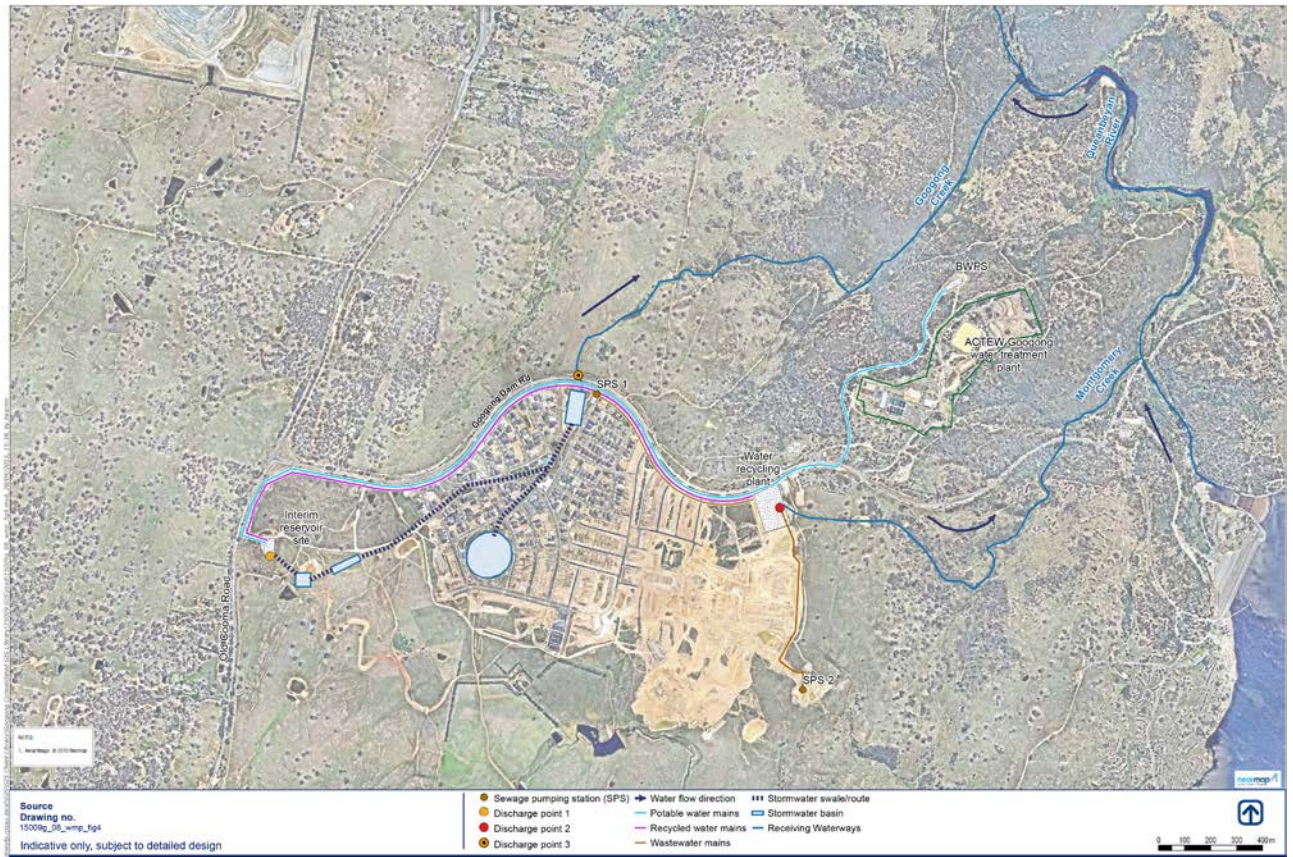 Queanbeyan
River
Googong
Creek
BWPS
ACTEW Googong
water treatment
plant
Montgomery
Creek
Googong Dam Rd
SPS 1
Water
recycling
plant
Interim
reservoir
site
Old Cooma Road
SPS 2
NOTES
nearmap
Source
Drawing no.
15009g_08_wmp_fig4
Indicative only, subject to detailed design
Sewage pumping station (SPS)
Discharge point 1
Discharge point 2
Discharge point 3
Water flow direction
Potable water mains
Recycled water mains
Wastewater mains
Stormwater swale/route
Stormwater basin
Receiving Waterways
0 100 200 300 400m